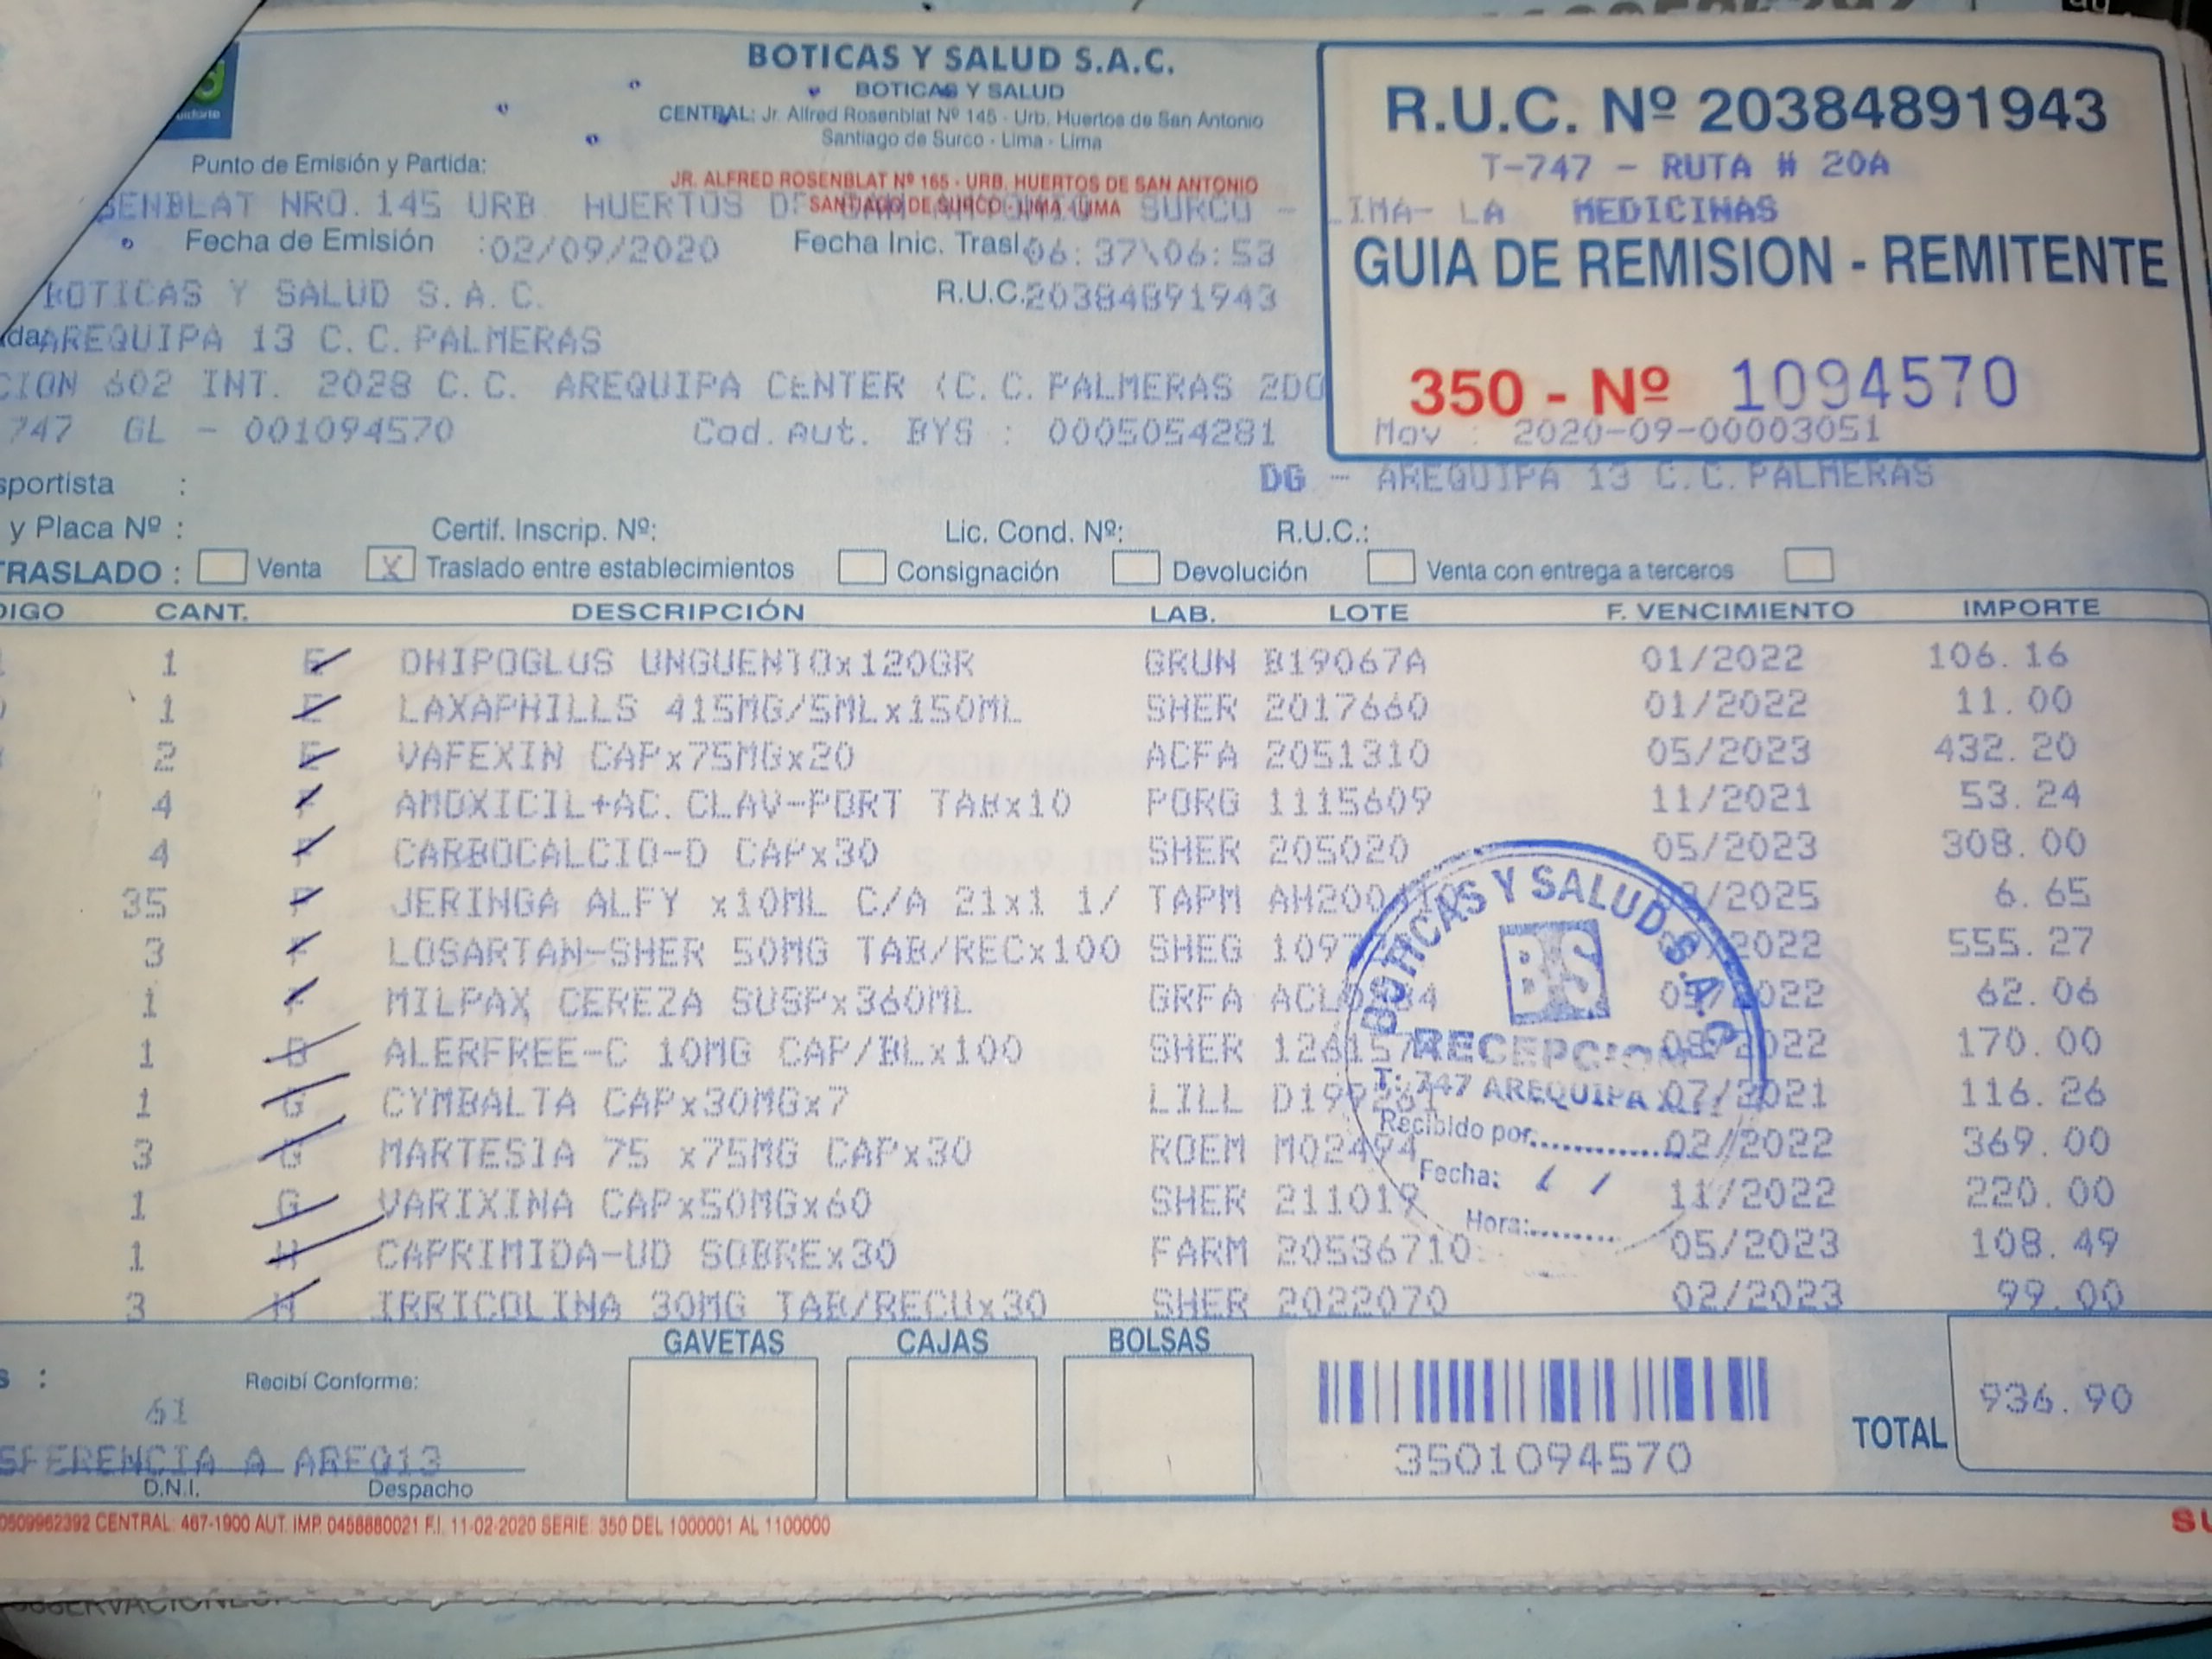 BOTICAS Y SALUD S.A.C.
BOTICAS Y SALUD
CENTRAL: Jr. Alfred Rosenblat Nº 145 - Urb. Huertos de San Antonio
Santiago de Surco - Lima - Lima
R.U.C. Nº 20384891943
T-747 - RUTA # 20A
Punto de Emisión y Partida:
JR. ALFRED ROSENBLAT Nº 165 - URB. HUERTOS DE SAN ANTONIO
SANTIAGO DE SURCO - LIMA - LIMA
SENBLAT NRO. 145 URB HUERTOS SURCO - LIMA- LA MEDICINAS
Fecha de Emisión :02/09/2020 Fecha Inic. Trasl 06:37\06:53
GUIA DE REMISION - REMITENTE
BOTICAS Y SALUD S.A.C. R.U.C. 20384891943
AREQUIPA 13 C.C.PALMERAS
CION 602 INT. 2028 C.C. AREQUIPA CENTER (C.C.PALMERAS 2DO
350 - Nº 1094570
747 GL - 001094570 Cod.Aut. BYS : 0005054281 Mov : 2020-09-00003051
DG - AREQUIPA 13 C.C.PALMERAS
sportista :
y Placa Nº : Certif. Inscrip. Nº: Lic. Cond. Nº: R.U.C.:
TRASLADO : Venta X Traslado entre establecimientos Consignación Devolución Venta con entrega a terceros
DIGO CANT. DESCRIPCIÓN LAB. LOTE F. VENCIMIENTO IMPORTE
1 E DHIPOGLUS UNGUENTOx120GR GRUN B19067A 01/2022 106.16
1 E LAXAPHILLS 415MG/5MLx150ML SHER 2017660 01/2022 11.00
2 E VAFEXIN CAPx75MGx20 ACFA 2051310 05/2023 432.20
4 F AMOXICIL+AC.CLAV-PORT TABx10 PORG 1115609 11/2021 53.24
4 F CARBOCALCIO-D CAPx30 SHER 205020 05/2023 308.00
35 F JERINGA ALFY x10ML C/A 21x1 1/ TAPM /2025 6.65
3 F LOSARTAN-SHER 50MG TAB/RECx100 SHEG 2022 555.27
1 F MILPAX CEREZA SUSPx360ML GRFA 2022 62.06
1 B ALERFREE-C 10MG CAP/BLx100 SHER 08/2022 170.00
1 G CYMBALTA CAPx30MGx7 LILL 07/2021 116.26
3 G MARTESIA 75 x75MG CAPx30 ROEM M02494 02/2022 369.00
1 G VARIXINA CAPx50MGx60 SHER 211019 11/2022 220.00
1 H CAPRIMIDA-UD SOBREx30 FARM 20536710 05/2023 108.49
3 H IRRICOLINA 30MG TAB/RECUx30 SHER 2022070 02/2023 99.00
BOTICAS Y SALUD S.A.C.
BS
RECEPCION
T: 747 AREQUIPA
Recibido por
Fecha: / /
Hora:
GAVETAS CAJAS BOLSAS
S : Recibí Conforme:
61
TOTAL 936.90
3501094570
SFERENCIA A AREQ13
D.N.I. Despacho
0509962392 CENTRAL: 467-1900 AUT. IMP. 0458880021 F.I. 11-02-2020 SERIE: 350 DEL 1000001 AL 1100000
SU